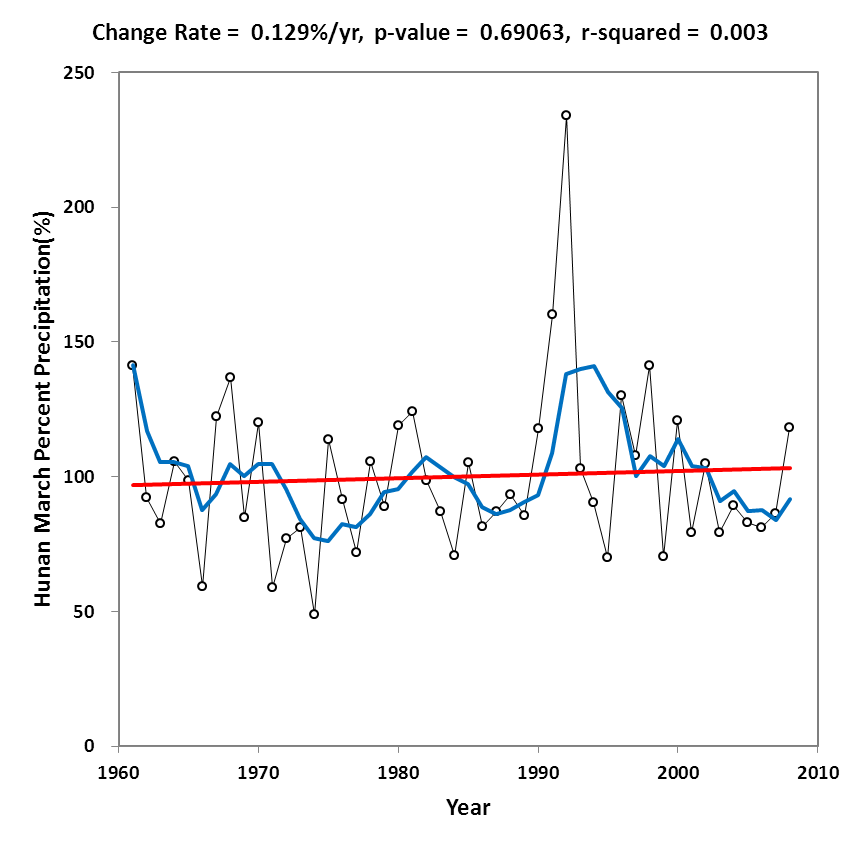 Change Rate = 0.129%/yr, p-value = 0.69063, r-squared = 0.003
250
200
150
100
50
0
Hunan March Percent Precipitation(%)
1960 1970 1980 1990 2000 2010
Year